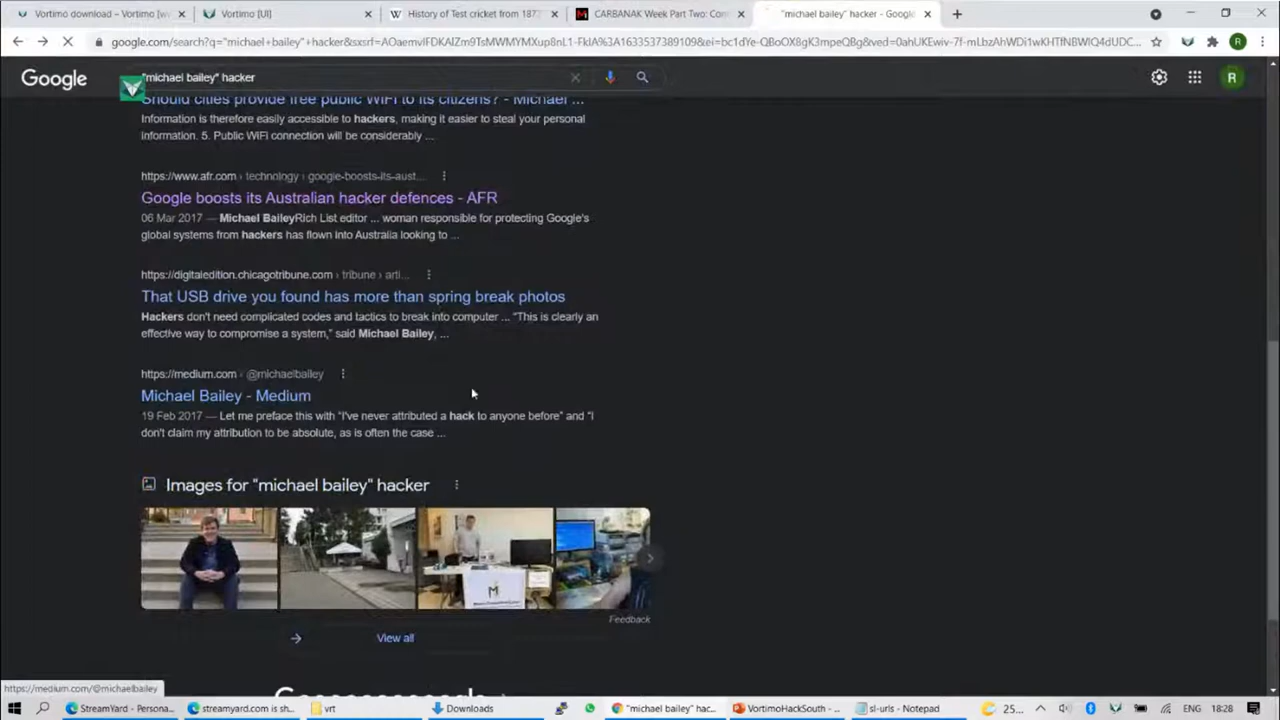 Vortimo download – Vortimo [w
Vortimo [UI]
History of Test cricket from 187
CARBANAK Week Part Two: Con
"michael bailey" hacker - Google
google.com/search?q="michael+bailey"+hacker&sxsrf=
Google
"michael bailey" hacker
R
Should cities provide free public WiFi to its citizens? - Michael ...
Information is therefore easily accessible to hackers, making it easier to steal your personal
information. 5. Public WiFi connection will be considerably ...
https://www.afr.com › technology › google-boosts-its-aust...
Google boosts its Australian hacker defences - AFR
06 Mar 2017 — Michael BaileyRich List editor ... woman responsible for protecting Google's
global systems from hackers has flown into Australia looking to ...
https://digitaledition.chicagotribune.com › tribune › arti...
That USB drive you found has more than spring break photos
Hackers don't need complicated codes and tactics to break into computer ... "This is clearly an
effective way to compromise a system," said Michael Bailey, ...
https://medium.com › @michaelbailey
Michael Bailey - Medium
19 Feb 2017 — Let me preface this with "I've never attributed a hack to anyone before" and "I
don't claim my attribution to be absolute, as is often the case ...
Images for "michael bailey" hacker
M
Feedback
View all
https://medium.com/@michaelbailey
StreamYard - Persona...
streamyard.com is sh...
vrt
Downloads
"michael bailey" hac...
VortimoHackSouth - ...
sl-urls - Notepad
25...
ENG
18:28